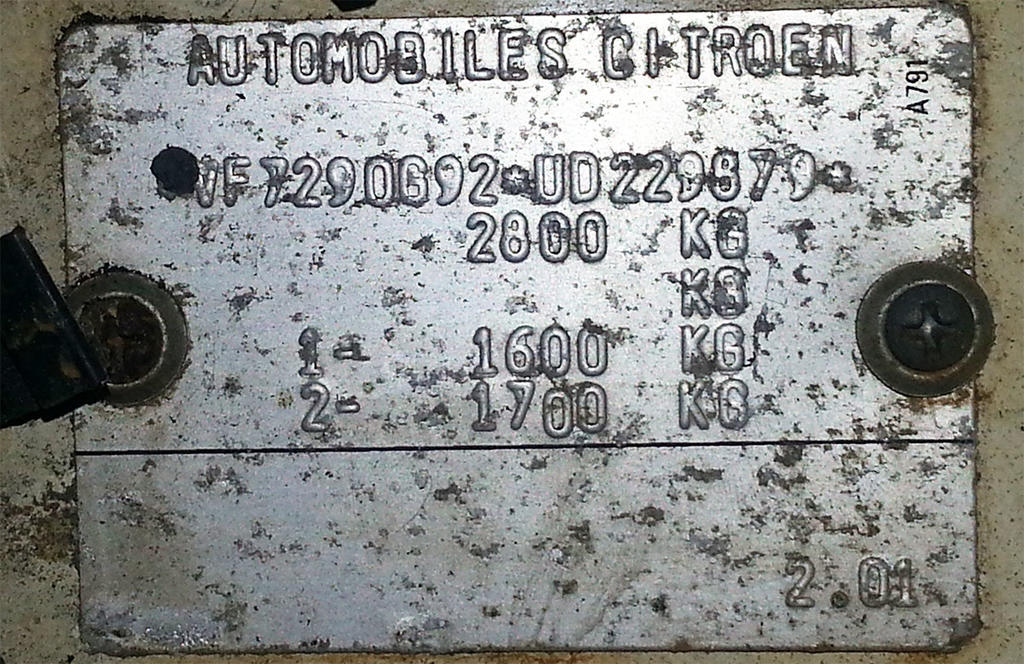 AUTOMOBILES CITROEN
A791
VF7290G92*UD229879*
2800 KG
KG
1- 1600 KG
2- 1700 KG
2.01